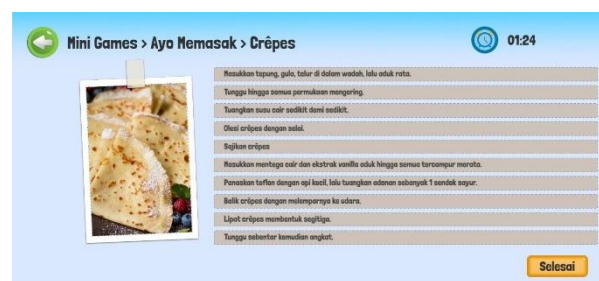 Mini Games > Ayo Memasak > Crêpes
01:24
Masukkan tepung, gula, telur di dalam wadah, lalu aduk rata.
Tunggu hingga semua permukaan mengering.
Tuangkan susu cair sedikit demi sedikit.
Olesi crêpes dengan selai.
Sajikan crêpes
Masukkan mentega cair dan ekstrak vanilla aduk hingga semua tercampur merata.
Panaskan teflon dengan api kecil, lalu tuangkan adonan sebanyak 1 sendok sayur.
Balik crêpes dengan melemparnya ke udara.
Lipat crêpes membentuk segitiga.
Tunggu sebentar kemudian angkat.
Selesai